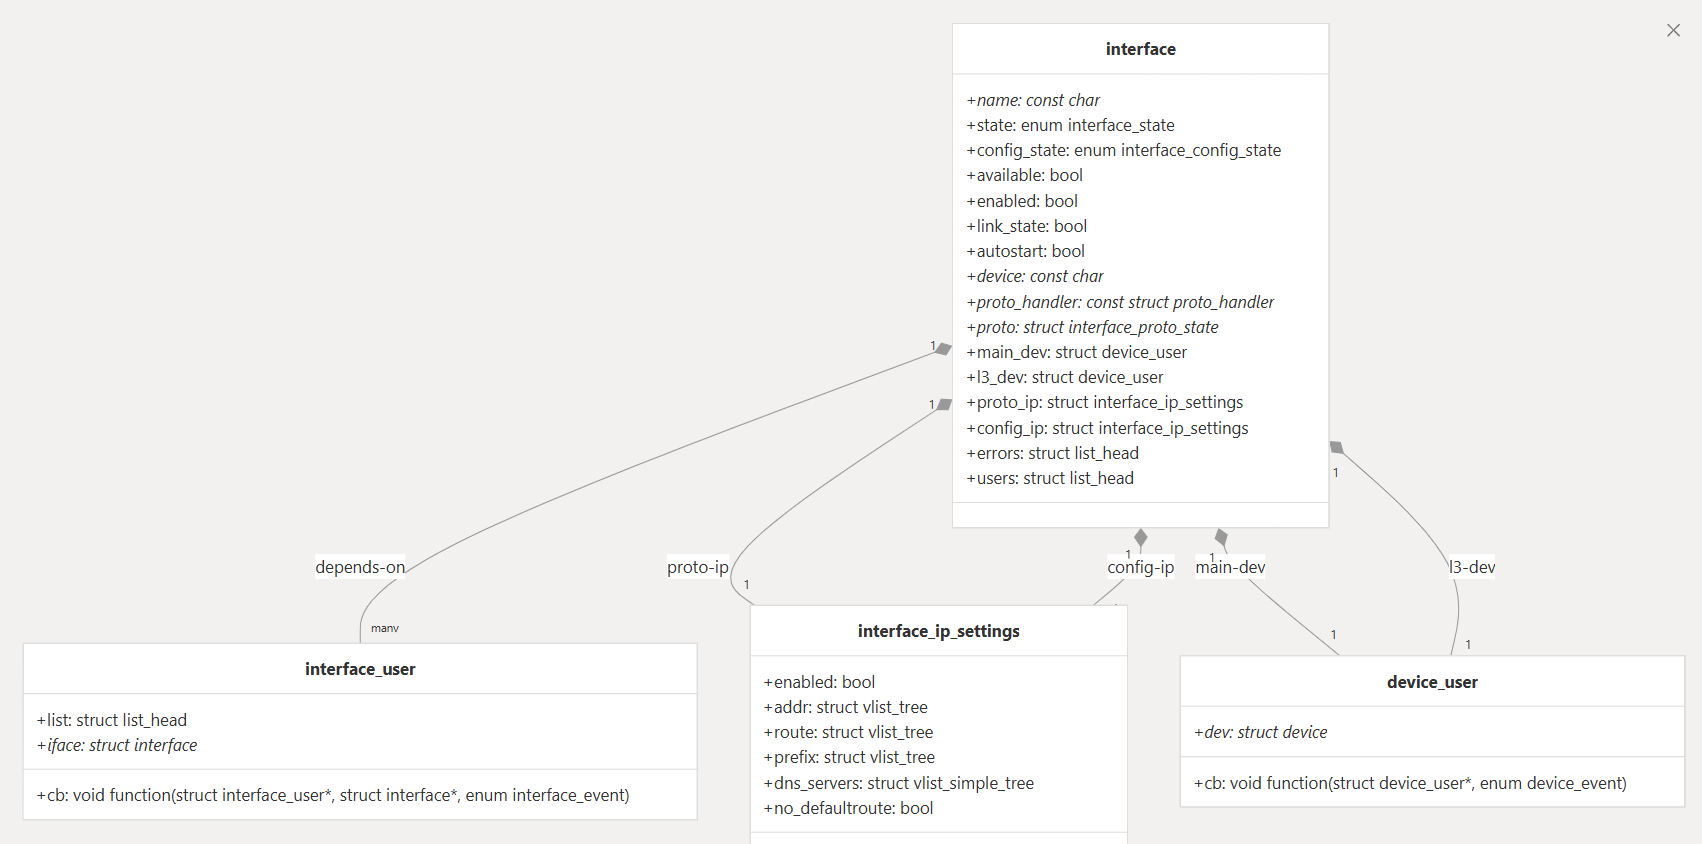 interface
+name: const char
+state: enum interface_state
+config_state: enum interface_config_state
+available: bool
+enabled: bool
+link_state: bool
+autostart: bool
+device: const char
+proto_handler: const struct proto_handler
+proto: struct interface_proto_state
+main_dev: struct device_user
+l3_dev: struct device_user
+proto_ip: struct interface_ip_settings
+config_ip: struct interface_ip_settings
+errors: struct list_head
+users: struct list_head
1
1
1
1
1
depends-on
proto-ip
config-ip
main-dev
l3-dev
many
1
1
1
interface_user
+list: struct list_head
+iface: struct interface
+cb: void function(struct interface_user*, struct interface*, enum interface_event)
interface_ip_settings
+enabled: bool
+addr: struct vlist_tree
+route: struct vlist_tree
+prefix: struct vlist_tree
+dns_servers: struct vlist_simple_tree
+no_defaultroute: bool
device_user
+dev: struct device
+cb: void function(struct device_user*, enum device_event)